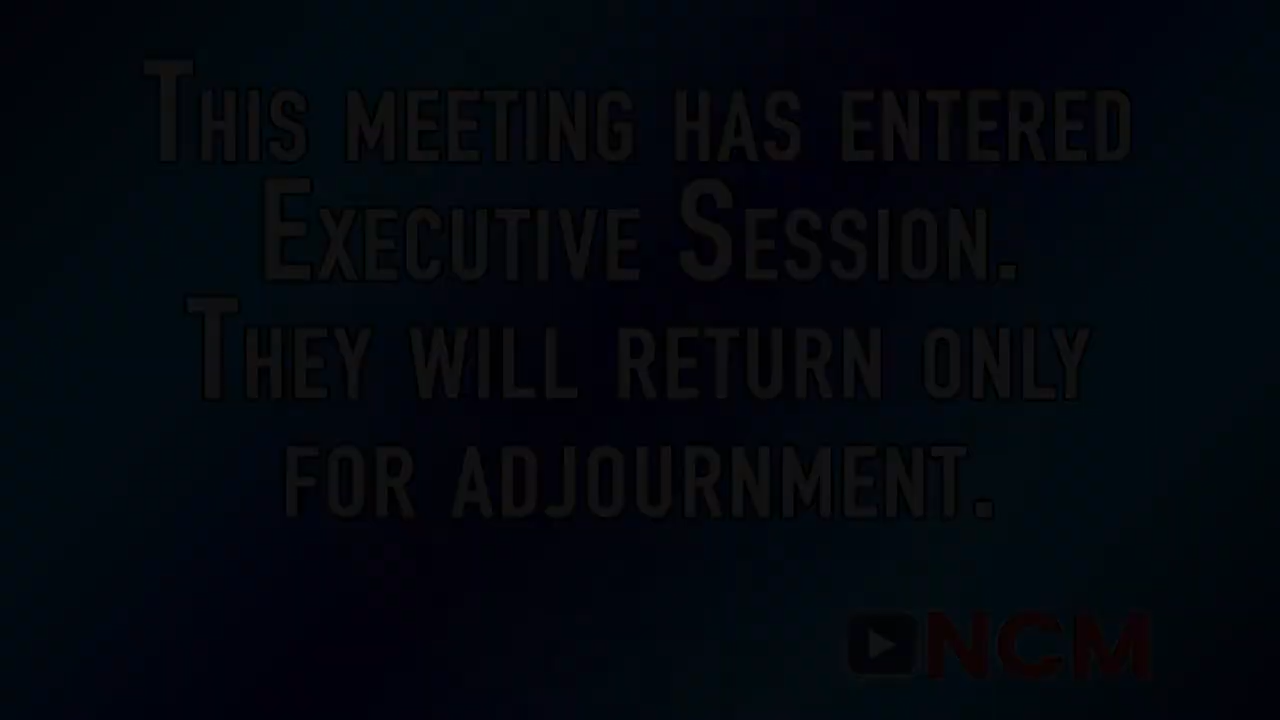 This meeting has entered
Executive Session.
They will return only
for adjournment.
NCM